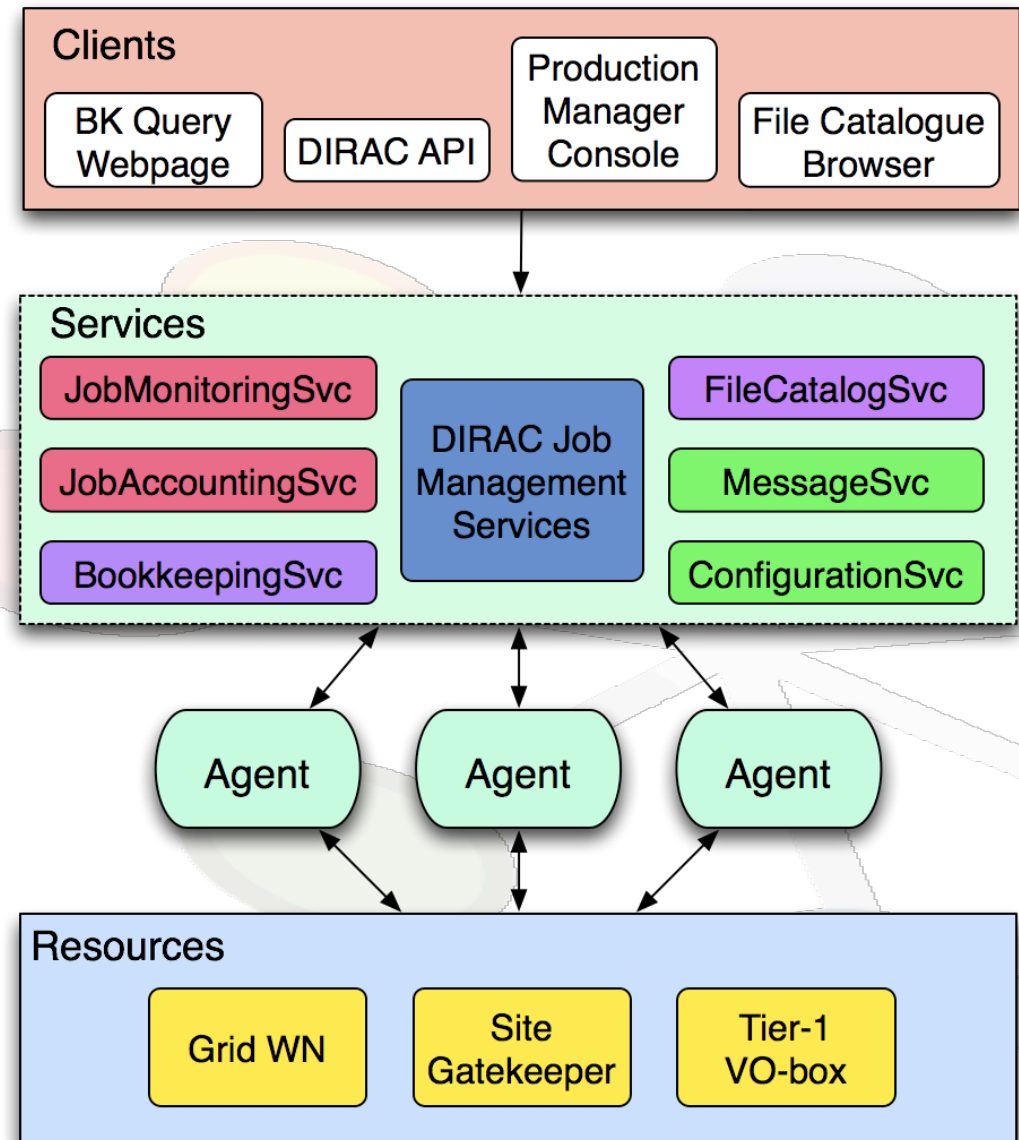 Clients
BK Query
Webpage
DIRAC API
Production
Manager
Console
File Catalogue
Browser
Services
JobMonitoringSvc
JobAccountingSvc
BookkeepingSvc
DIRAC Job
Management
Services
FileCatalogSvc
MessageSvc
ConfigurationSvc
Agent
Agent
Agent
Resources
Grid WN
Site
Gatekeeper
Tier-1
VO-box